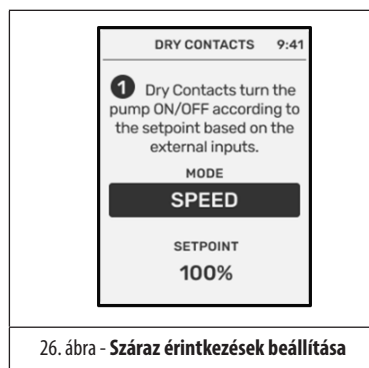 DRY CONTACTS 9:41
1 Dry Contacts turn the
pump ON/OFF according to
the setpoint based on the
external inputs.
MODE
SPEED
SETPOINT
100%
26. ábra - Száraz érintkezések beállítása